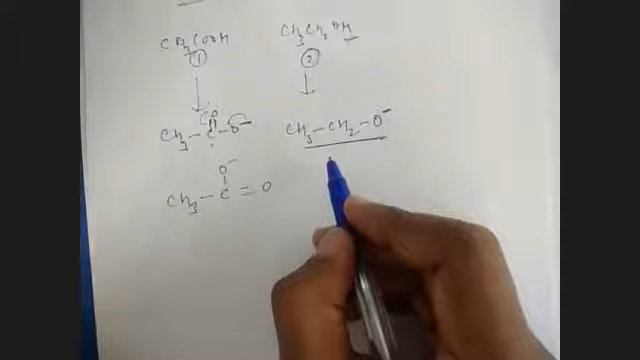 CH3COOH CH3CH2OH
1 2
O
CH3-C-O- CH3-CH2-O-
O-
CH3-C=O